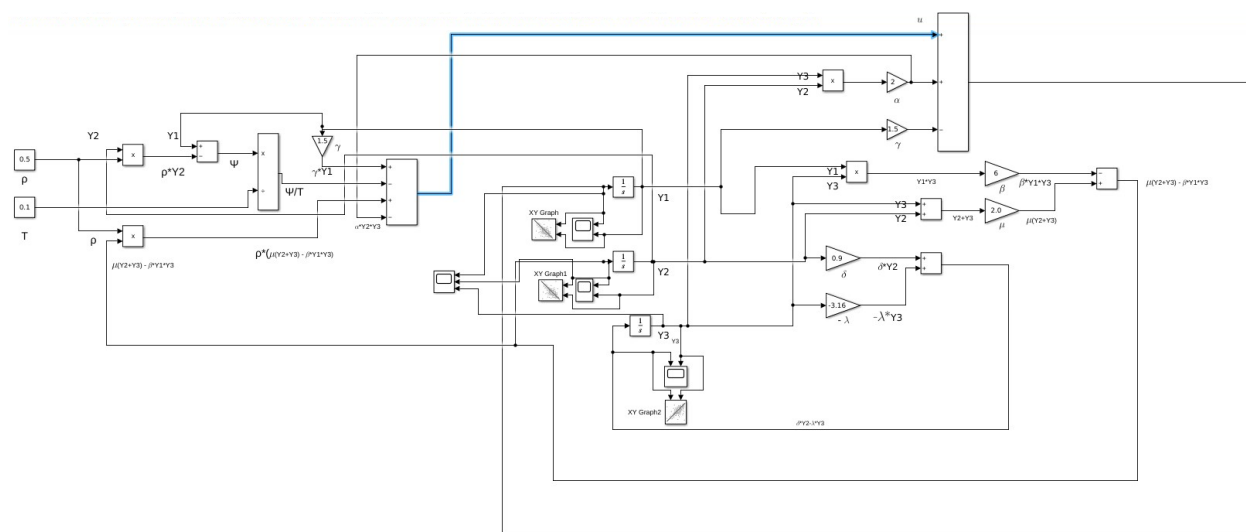 u
Y3
Y2
x
2
α
+
+
−
1.5
γ
Y1
Y2
0.5
ρ
x
ρ*Y2
+
−
Ψ
x
÷
Ψ/T
1.5
γ
γ*Y1
+
−
+
−
α*Y2*Y3
0.1
T
ρ
x
μ(Y2+Y3) - β*Y1*Y3
ρ*(μ(Y2+Y3) - β*Y1*Y3
1
s
Y1
XY Graph
1
s
Y2
XY Graph1
1
s
Y3
Y3
XY Graph2
Y1
Y3
x
Y1*Y3
6
β
β*Y1*Y3
−
+
μ(Y2+Y3) - β*Y1*Y3
Y3
Y2
+
+
Y2+Y3
2.0
μ
μ(Y2+Y3)
0.9
δ
δ*Y2
+
+
-3.16
- λ
-λ*Y3